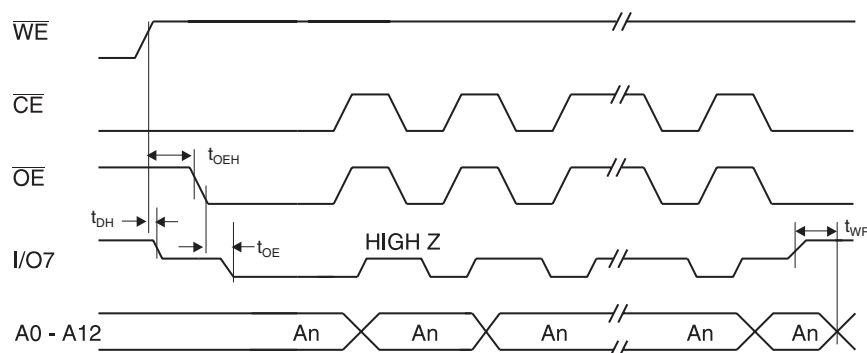 WE
CE
OE
tOEH
tDH
tOE
HIGH Z
tWR
I/O7
A0 - A12
An
An
An
An
An